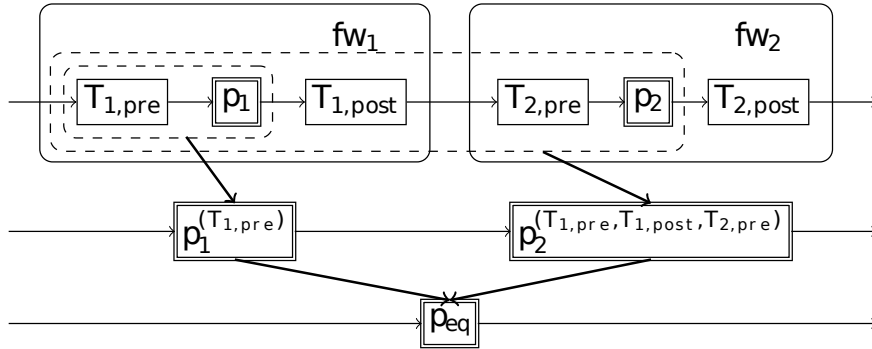 fw₁ fw₂
T₁,pre p₁ T₁,post T₂,pre p₂ T₂,post
p₁^(T₁,pre) p₂^(T₁,pre,T₁,post,T₂,pre)
p_eq